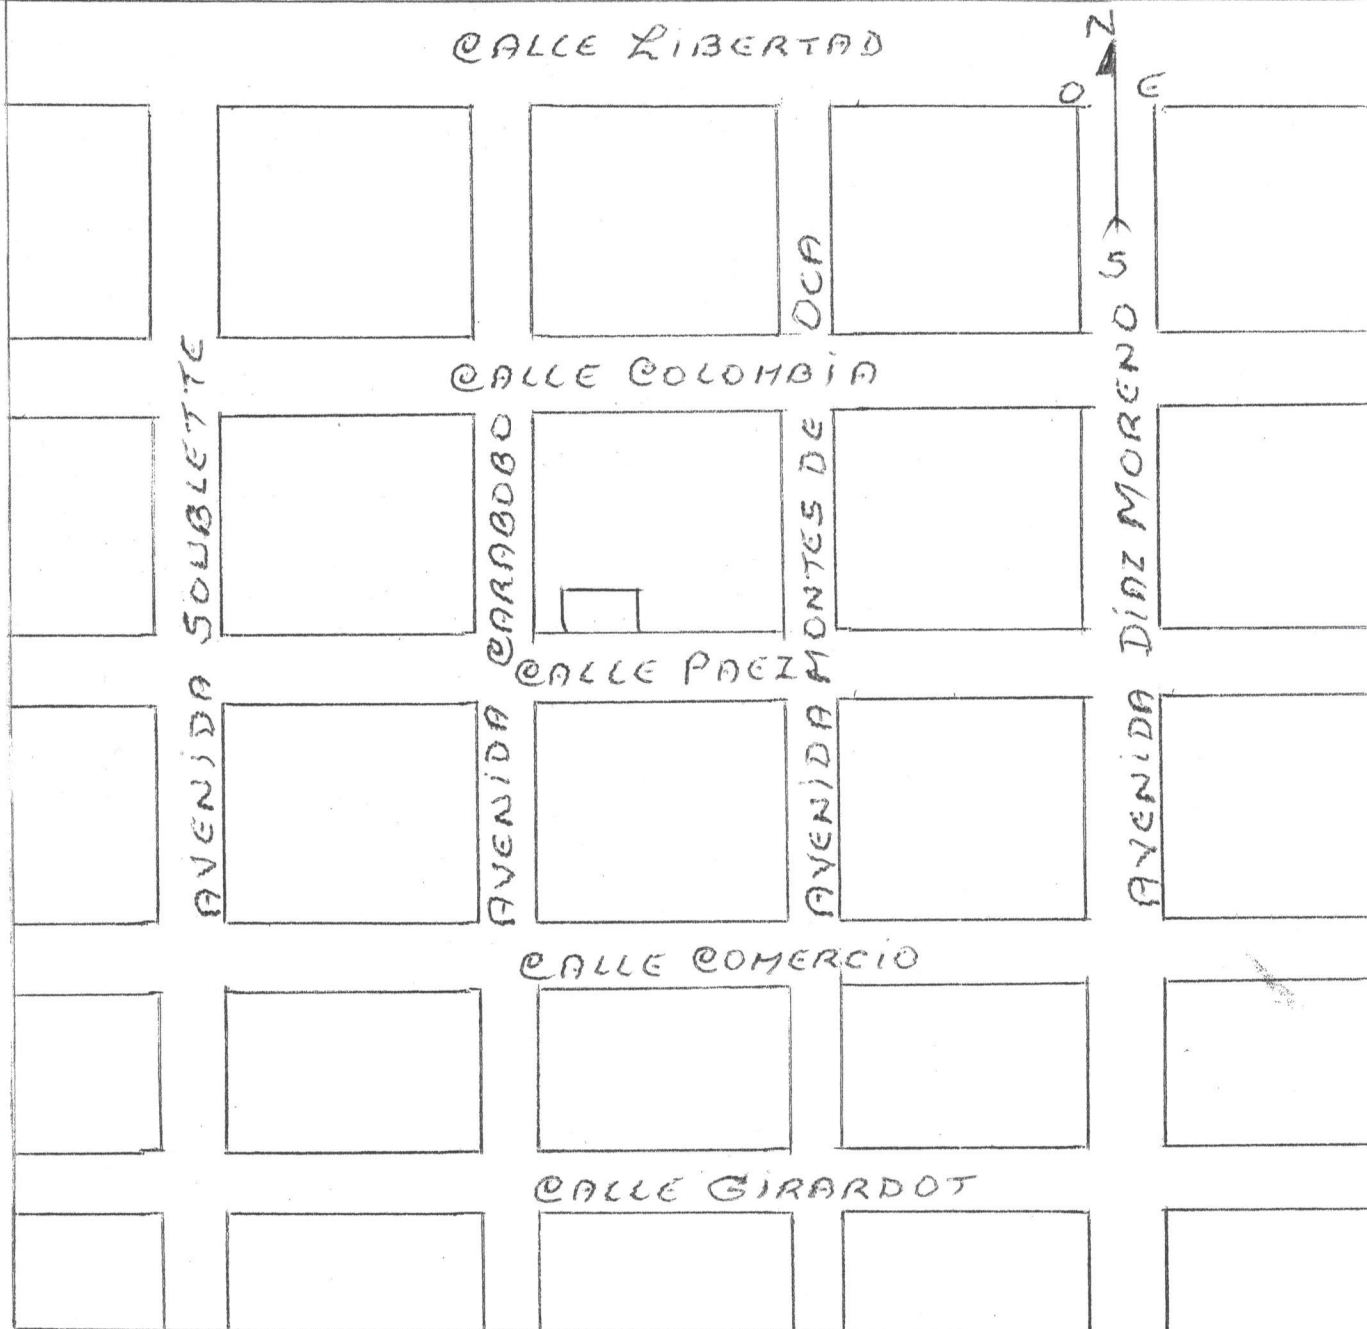 CALLE LIBERTAD
N
O E
S
CALLE COLOMBIA
AVENIDA SOUBLETTE
AVENIDA CARABOBO
AVENIDA MONTES DE OCA
AVENIDA DIAZ MORENO
CALLE PAEZ
CALLE COMERCIO
CALLE GIRARDOT